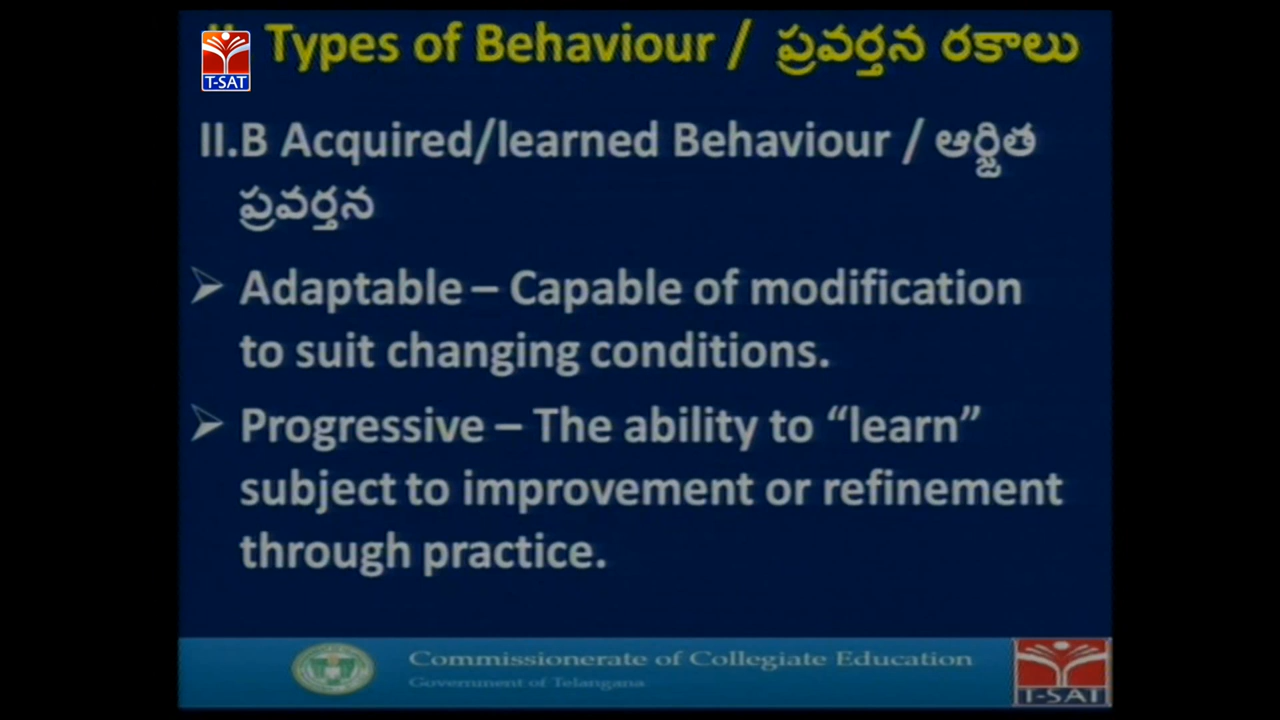 Types of Behaviour / ప్రవర్తన రకాలు
T-SAT
II.B Acquired/learned Behaviour / ఆర్జిత
ప్రవర్తన
➢ Adaptable – Capable of modification
to suit changing conditions.
➢ Progressive – The ability to “learn”
subject to improvement or refinement
through practice.
Commissionerate of Collegiate Education
Government of Telangana
T-SAT